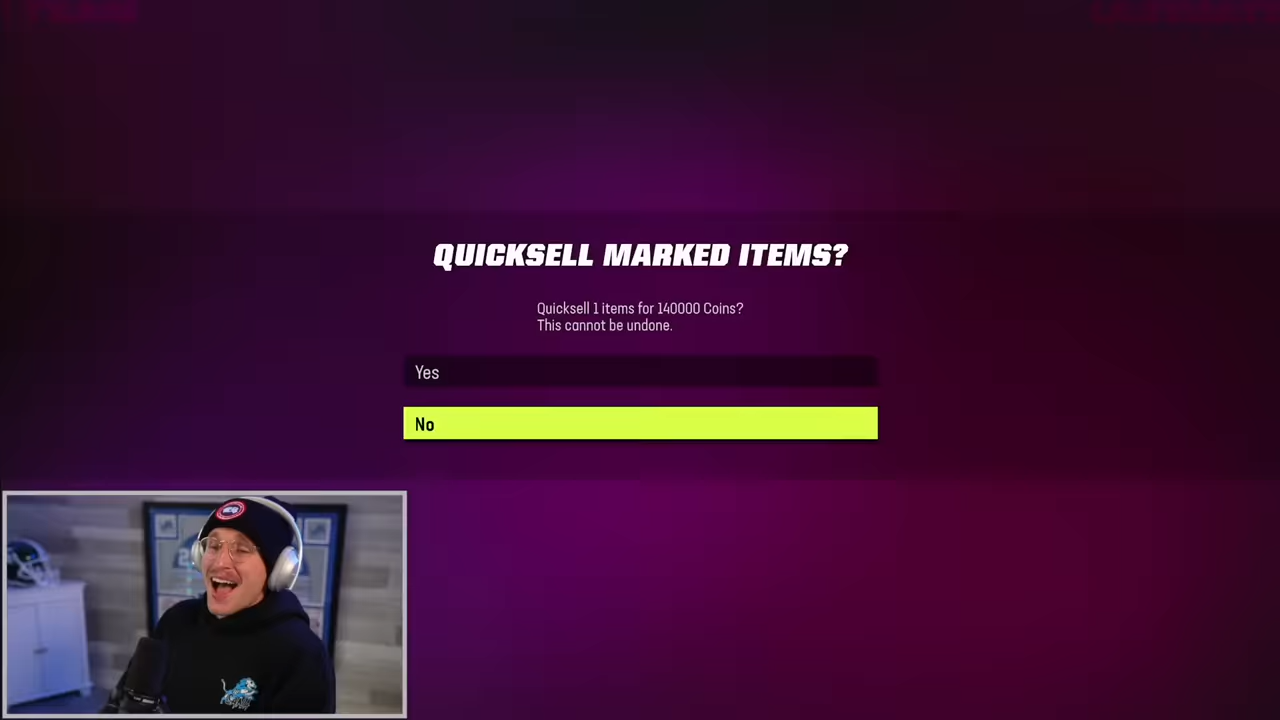 QUICKSELL MARKED ITEMS?
Quicksell 1 items for 140000 Coins?
This cannot be undone.
Yes
No